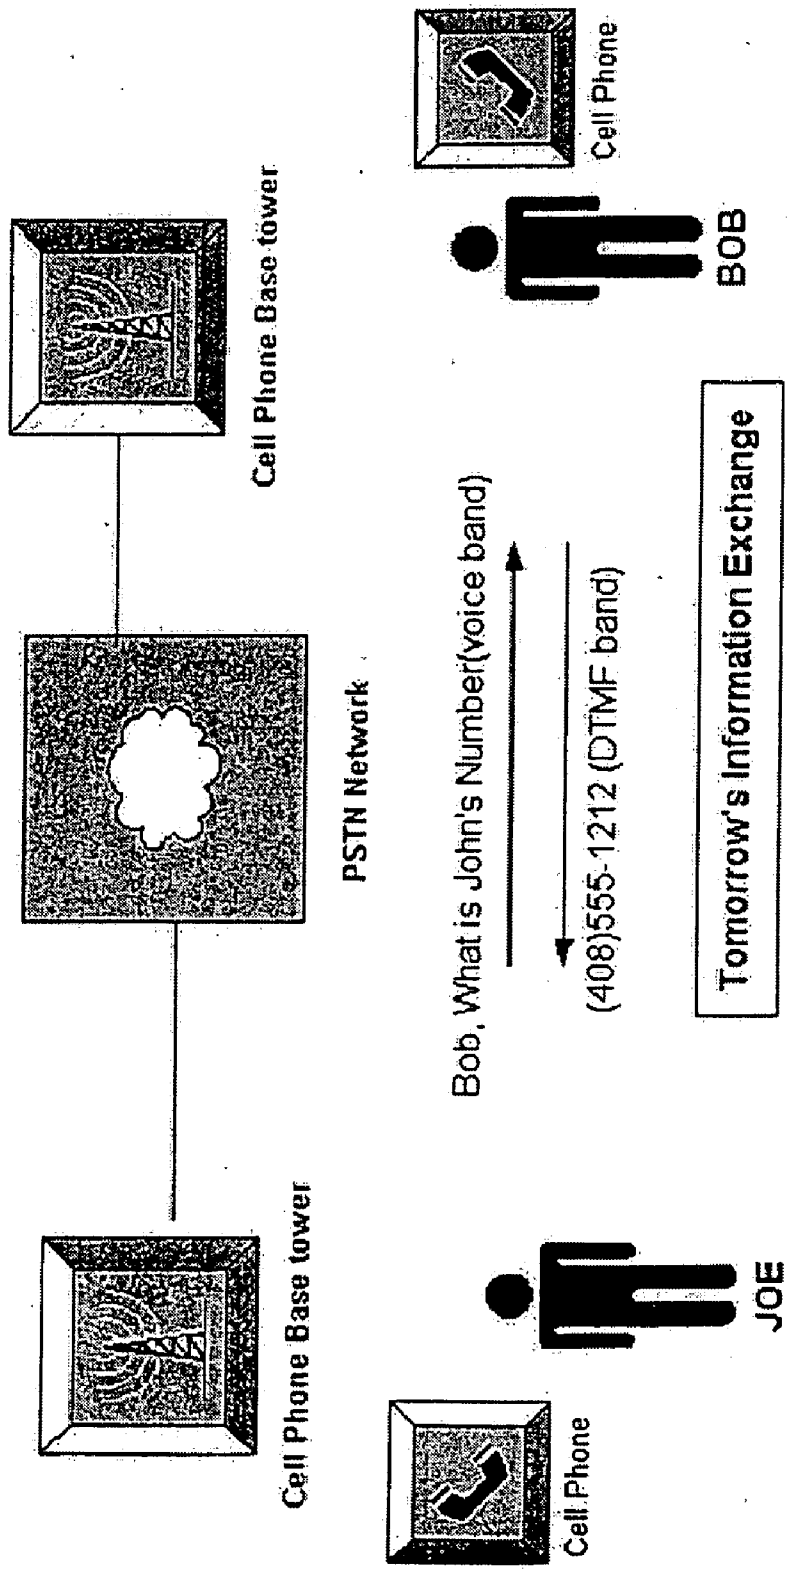 Cell Phone Base tower
Cell Phone Base tower
PSTN Network
Bob, What is John's Number(voice band)
(408)555-1212 (DTMF band)
Cell Phone
Cell Phone
JOE
BOB
Tomorrow's Information Exchange